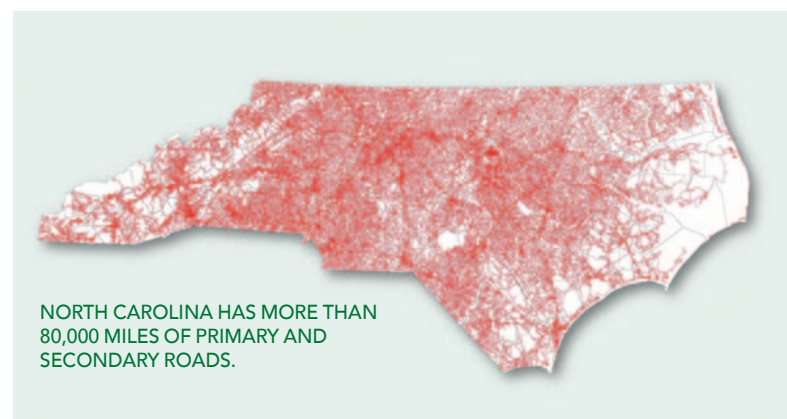 NORTH CAROLINA HAS MORE THAN
80,000 MILES OF PRIMARY AND
SECONDARY ROADS.